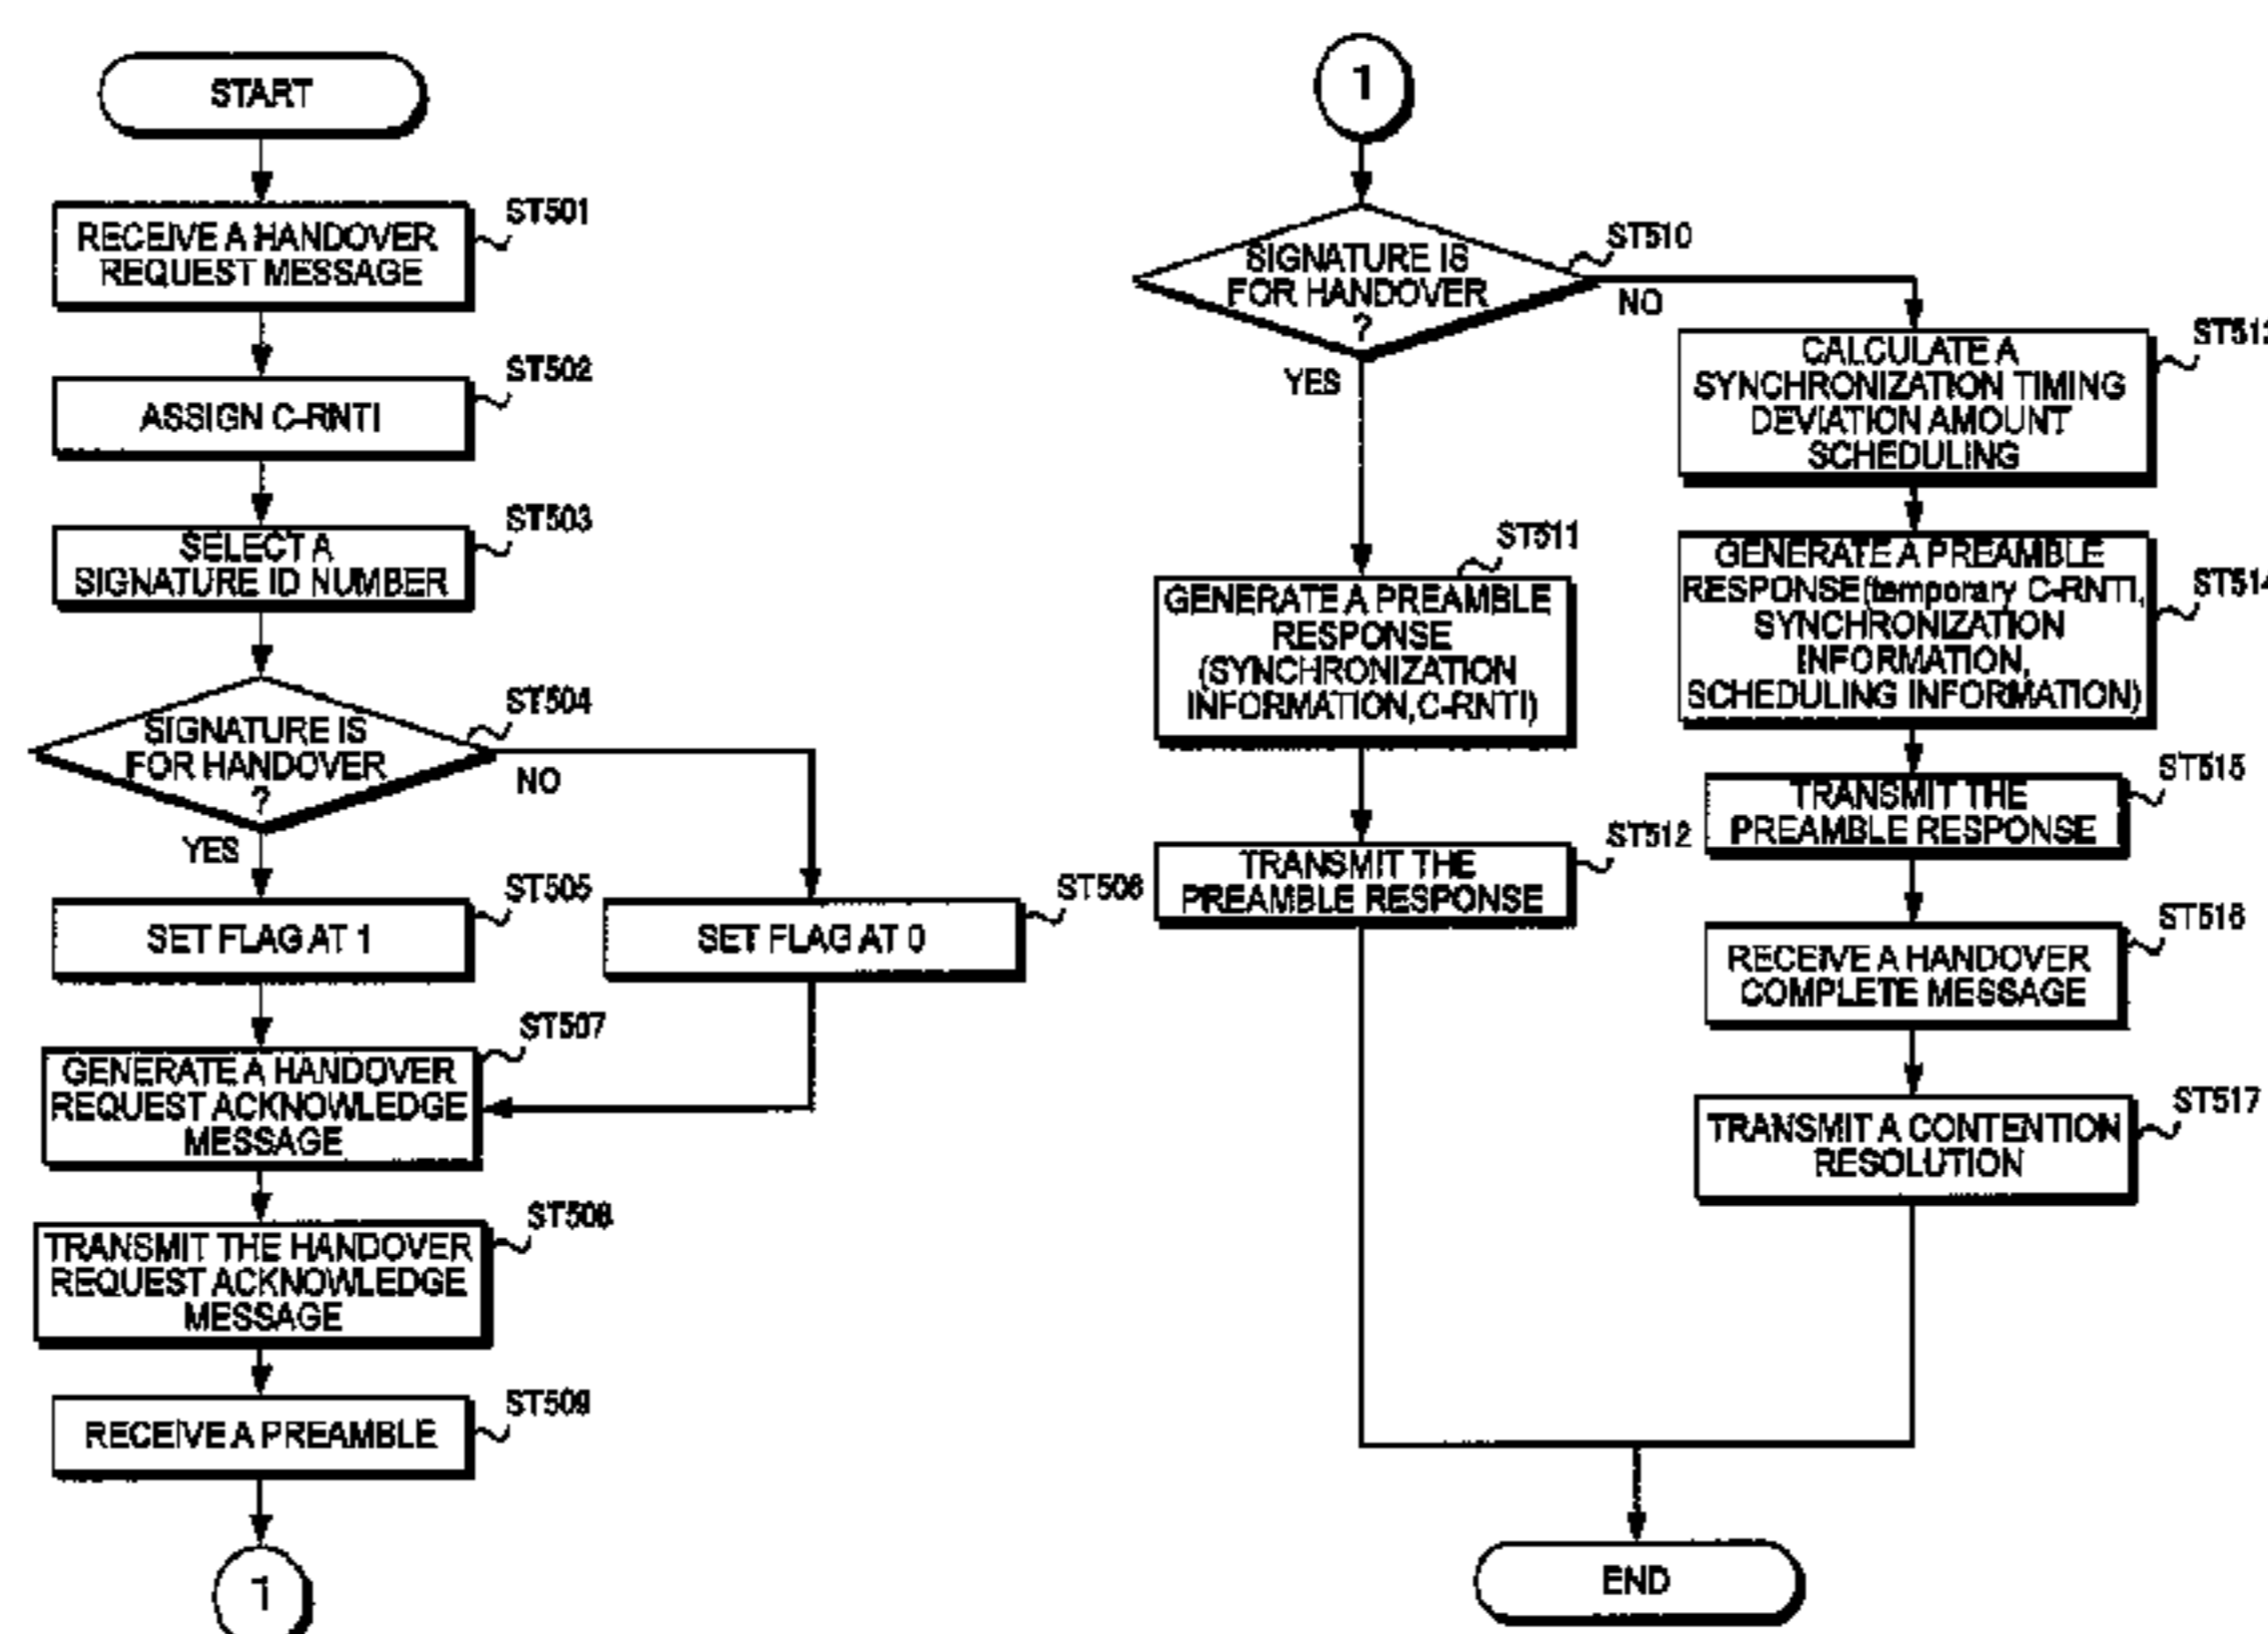 START
RECEIVE A HANDOVER
REQUEST MESSAGE
ST501
ASSIGN C-RNTI
ST502
SELECT A
SIGNATURE ID NUMBER
ST503
SIGNATURE IS
FOR HANDOVER
?
ST504
NO
YES
SET FLAG AT 1
ST505
SET FLAG AT 0
ST506
GENERATE A HANDOVER
REQUEST ACKNOWLEDGE
MESSAGE
ST507
TRANSMIT THE HANDOVER
REQUEST ACKNOWLEDGE
MESSAGE
ST508
RECEIVE A PREAMBLE
ST509
1
1
SIGNATURE IS
FOR HANDOVER
?
ST510
NO
YES
GENERATE A PREAMBLE
RESPONSE
(SYNCHRONIZATION
INFORMATION,C-RNTI)
ST511
TRANSMIT THE
PREAMBLE RESPONSE
ST512
CALCULATE A
SYNCHRONIZATION TIMING
DEVIATION AMOUNT
SCHEDULING
GENERATE A PREAMBLE
RESPONSE(temporary C-RNTI,
SYNCHRONIZATION
INFORMATION,
SCHEDULING INFORMATION)
ST514
TRANSMIT THE
PREAMBLE RESPONSE
ST515
RECEIVE A HANDOVER
COMPLETE MESSAGE
ST516
TRANSMIT A CONTENTION
RESOLUTION
ST517
END